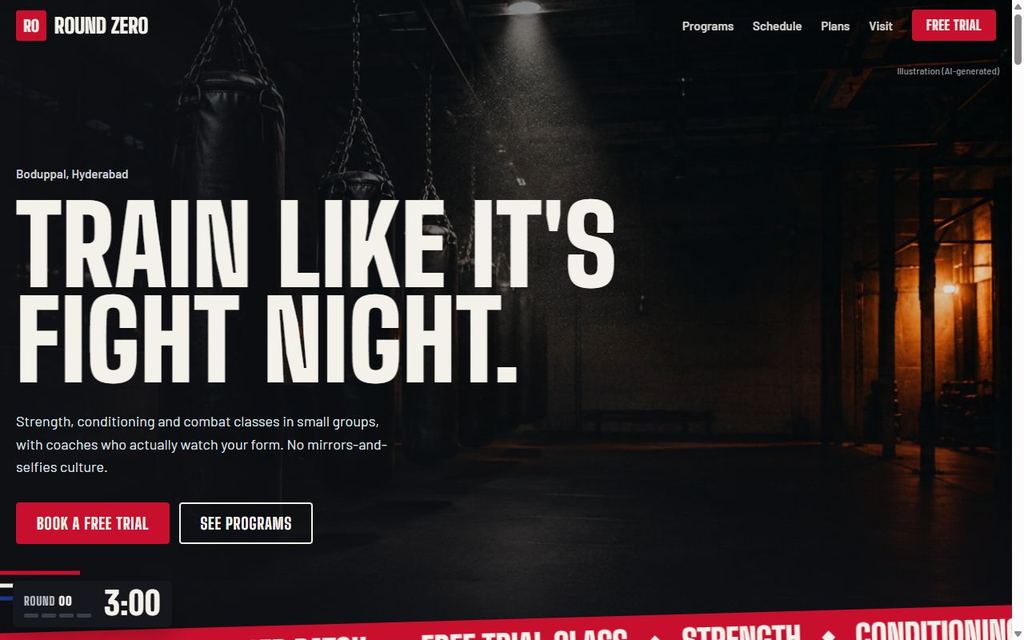 RO ROUND ZERO
Programs Schedule Plans Visit FREE TRIAL
Illustration (AI-generated)
Boduppal, Hyderabad
TRAIN LIKE IT'S
FIGHT NIGHT.
Strength, conditioning and combat classes in small groups,
with coaches who actually watch your form. No mirrors-and-
selfies culture.
BOOK A FREE TRIAL SEE PROGRAMS
ROUND 00 3:00
FREE TRIAL CLASS ◆ STRENGTH ◆ CONDITIONING